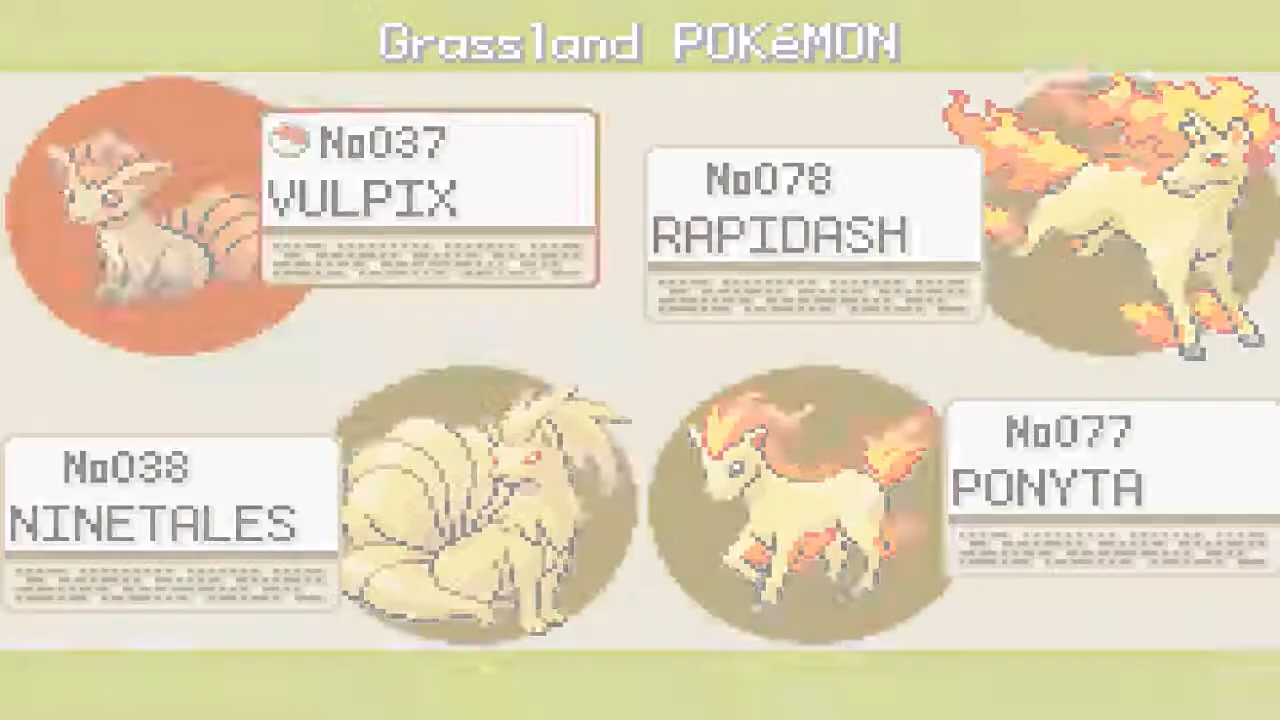 Grassland POKéMON
No037
VULPIX
No078
RAPIDASH
No038
NINETALES
No077
PONYTA